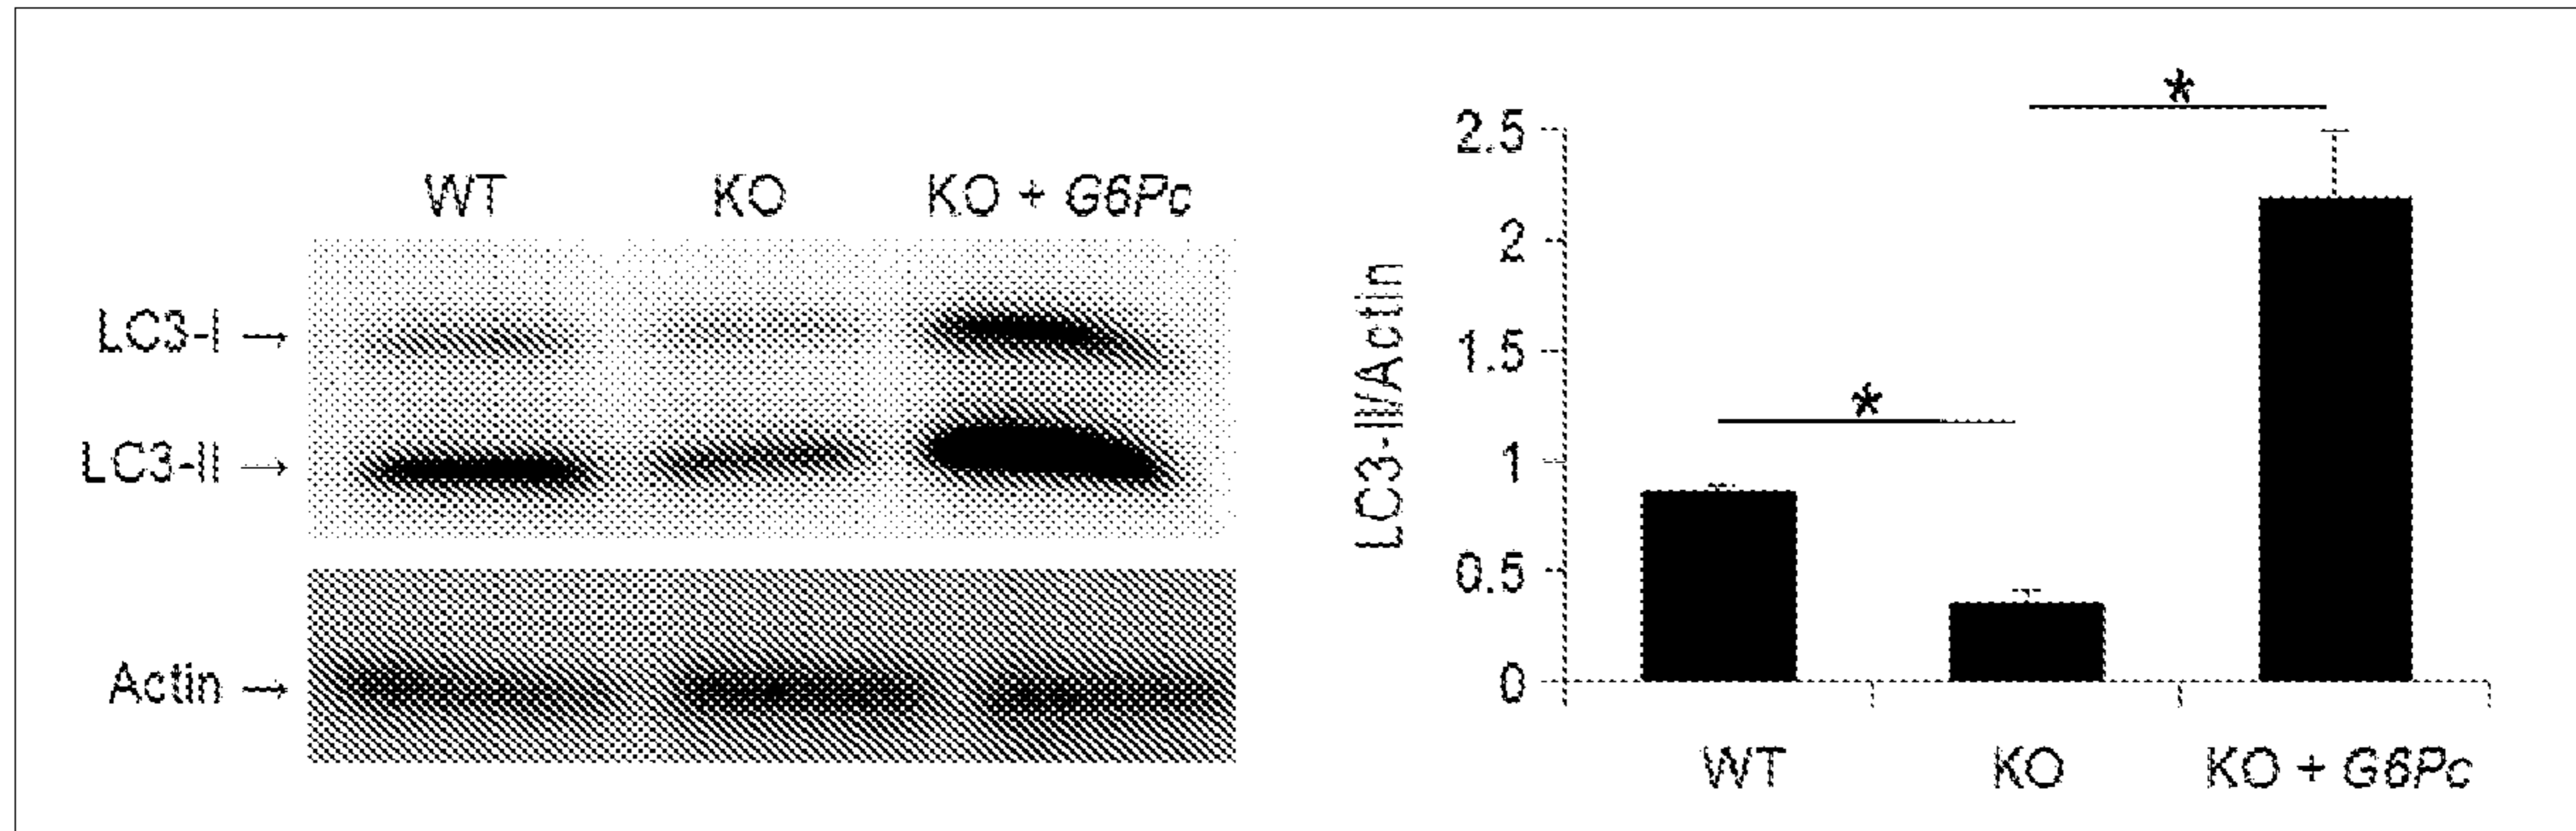 WT KO KO + G6Pc
LC3-I →
LC3-II →
Actin →
LC3-II/Actin
2.5
2
1.5
1
0.5
0
*
*
WT KO KO + G6Pc